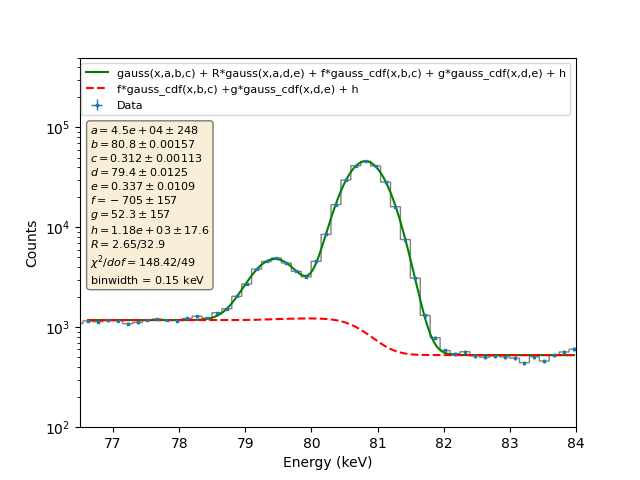 gauss(x,a,b,c) + R*gauss(x,a,d,e) + f*gauss_cdf(x,b,c) + g*gauss_cdf(x,d,e) + h
f*gauss_cdf(x,b,c) +g*gauss_cdf(x,d,e) + h
Data
a = 4.5e + 04 ± 248
b = 80.8 ± 0.00157
c = 0.312 ± 0.00113
d = 79.4 ± 0.0125
e = 0.337 ± 0.0109
f = − 705 ± 157
g = 52.3 ± 157
h = 1.18e + 03 ± 17.6
R = 2.65/32.9
χ²/dof = 148.42/49
binwidth = 0.15 keV
Counts
10⁵
10⁴
10³
10²
77 78 79 80 81 82 83 84
Energy (keV)